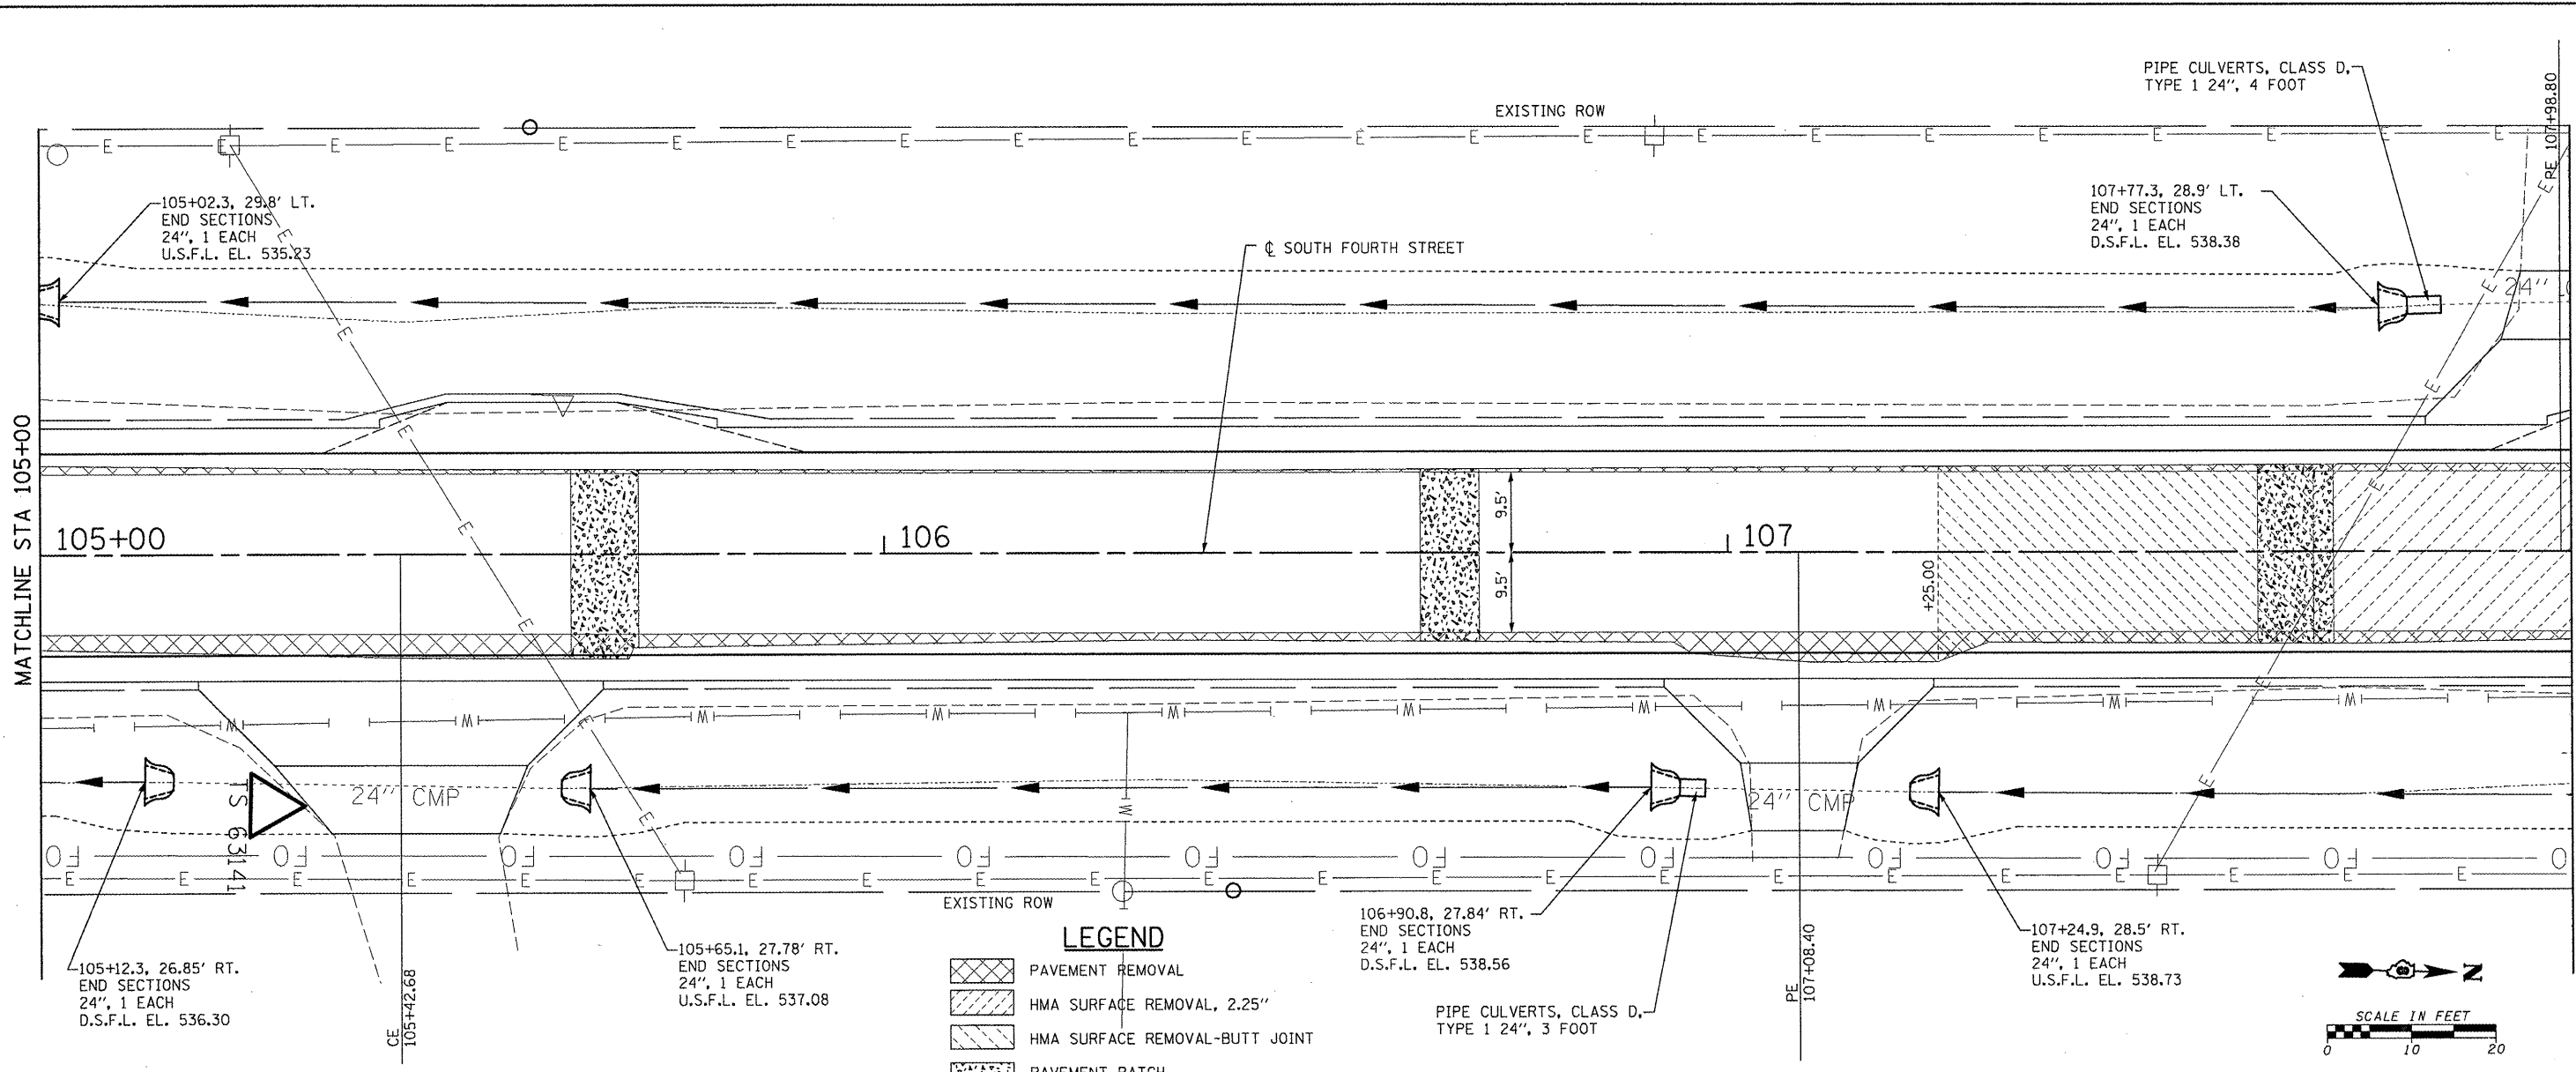 PIPE CULVERTS, CLASS D,
TYPE 1 24", 4 FOOT
PE 107+98.80
EXISTING ROW
105+02.3, 29.8' LT.
END SECTIONS
24", 1 EACH
U.S.F.L. EL. 535.23
107+77.3, 28.9' LT.
END SECTIONS
24", 1 EACH
D.S.F.L. EL. 538.38
℄ SOUTH FOURTH STREET
24"
MATCHLINE STA 105+00
105+00
106
107
9.5'
9.5'
+25.00
24" CMP
24" CMP
TS 63141
EXISTING ROW
105+12.3, 26.85' RT.
END SECTIONS
24", 1 EACH
D.S.F.L. EL. 536.30
CE
105+42.68
105+65.1, 27.78' RT.
END SECTIONS
24", 1 EACH
U.S.F.L. EL. 537.08
LEGEND
PAVEMENT REMOVAL
HMA SURFACE REMOVAL, 2.25"
HMA SURFACE REMOVAL-BUTT JOINT
PAVEMENT PATCH
106+90.8, 27.84' RT.
END SECTIONS
24", 1 EACH
D.S.F.L. EL. 538.56
PIPE CULVERTS, CLASS D,
TYPE 1 24", 3 FOOT
PE
107+08.40
107+24.9, 28.5' RT.
END SECTIONS
24", 1 EACH
U.S.F.L. EL. 538.73
N
SCALE IN FEET
0 10 20